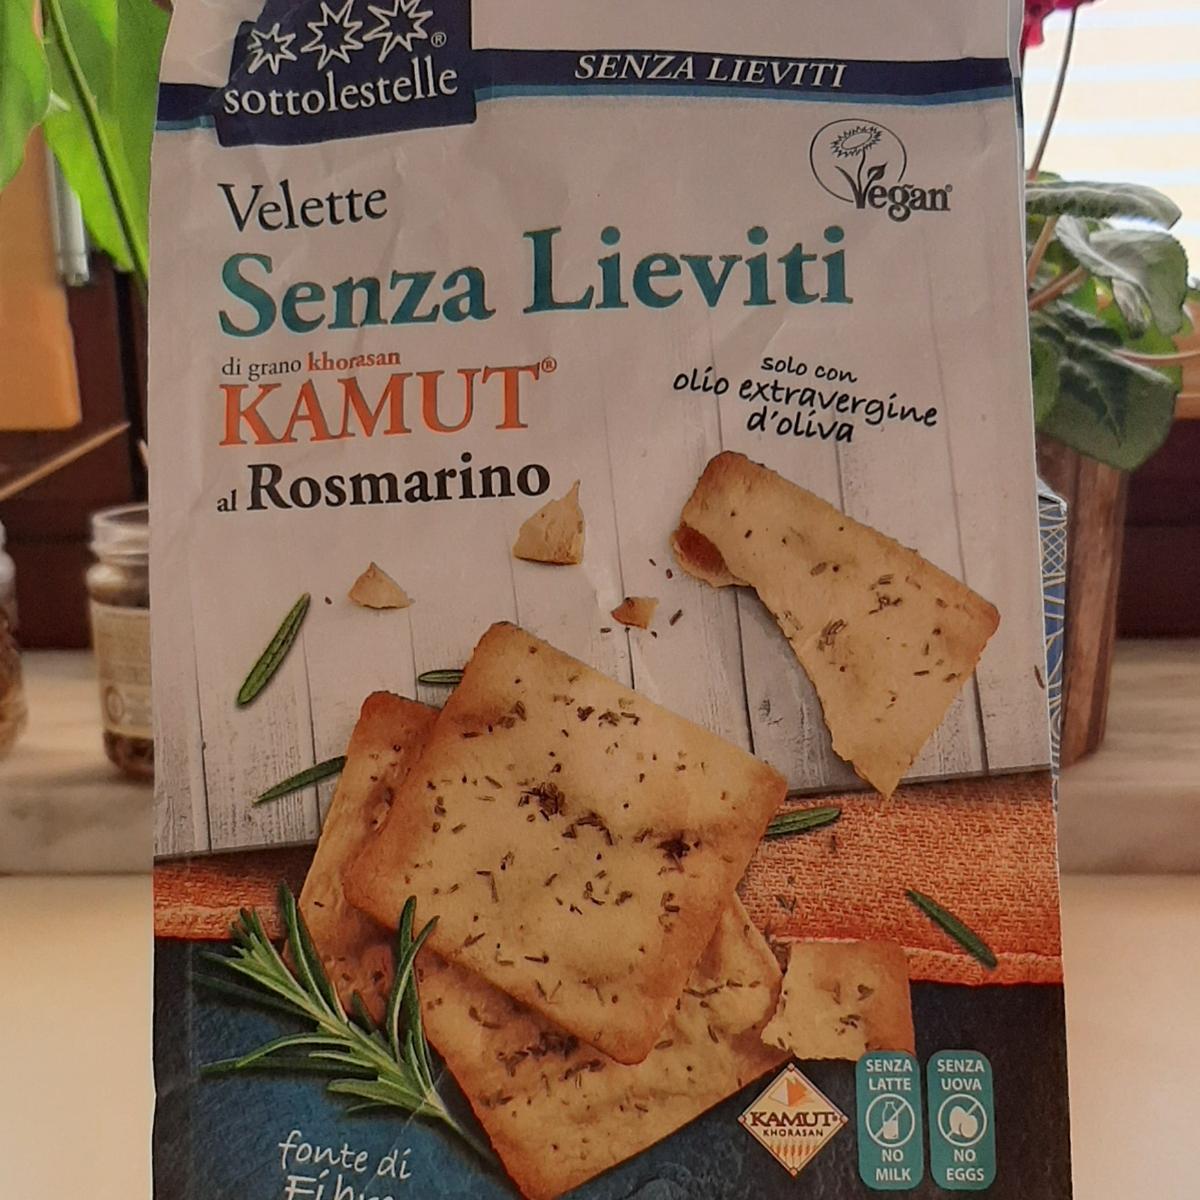 sottolestelle®
SENZA LIEVITI
Vegan®
Velette
Senza Lieviti
di grano khorasan
KAMUT®
al Rosmarino
solo con
olio extravergine
d'oliva
KAMUT®
KHORASAN
SENZA
LATTE
NO
MILK
SENZA
UOVA
NO
EGGS
fonte di